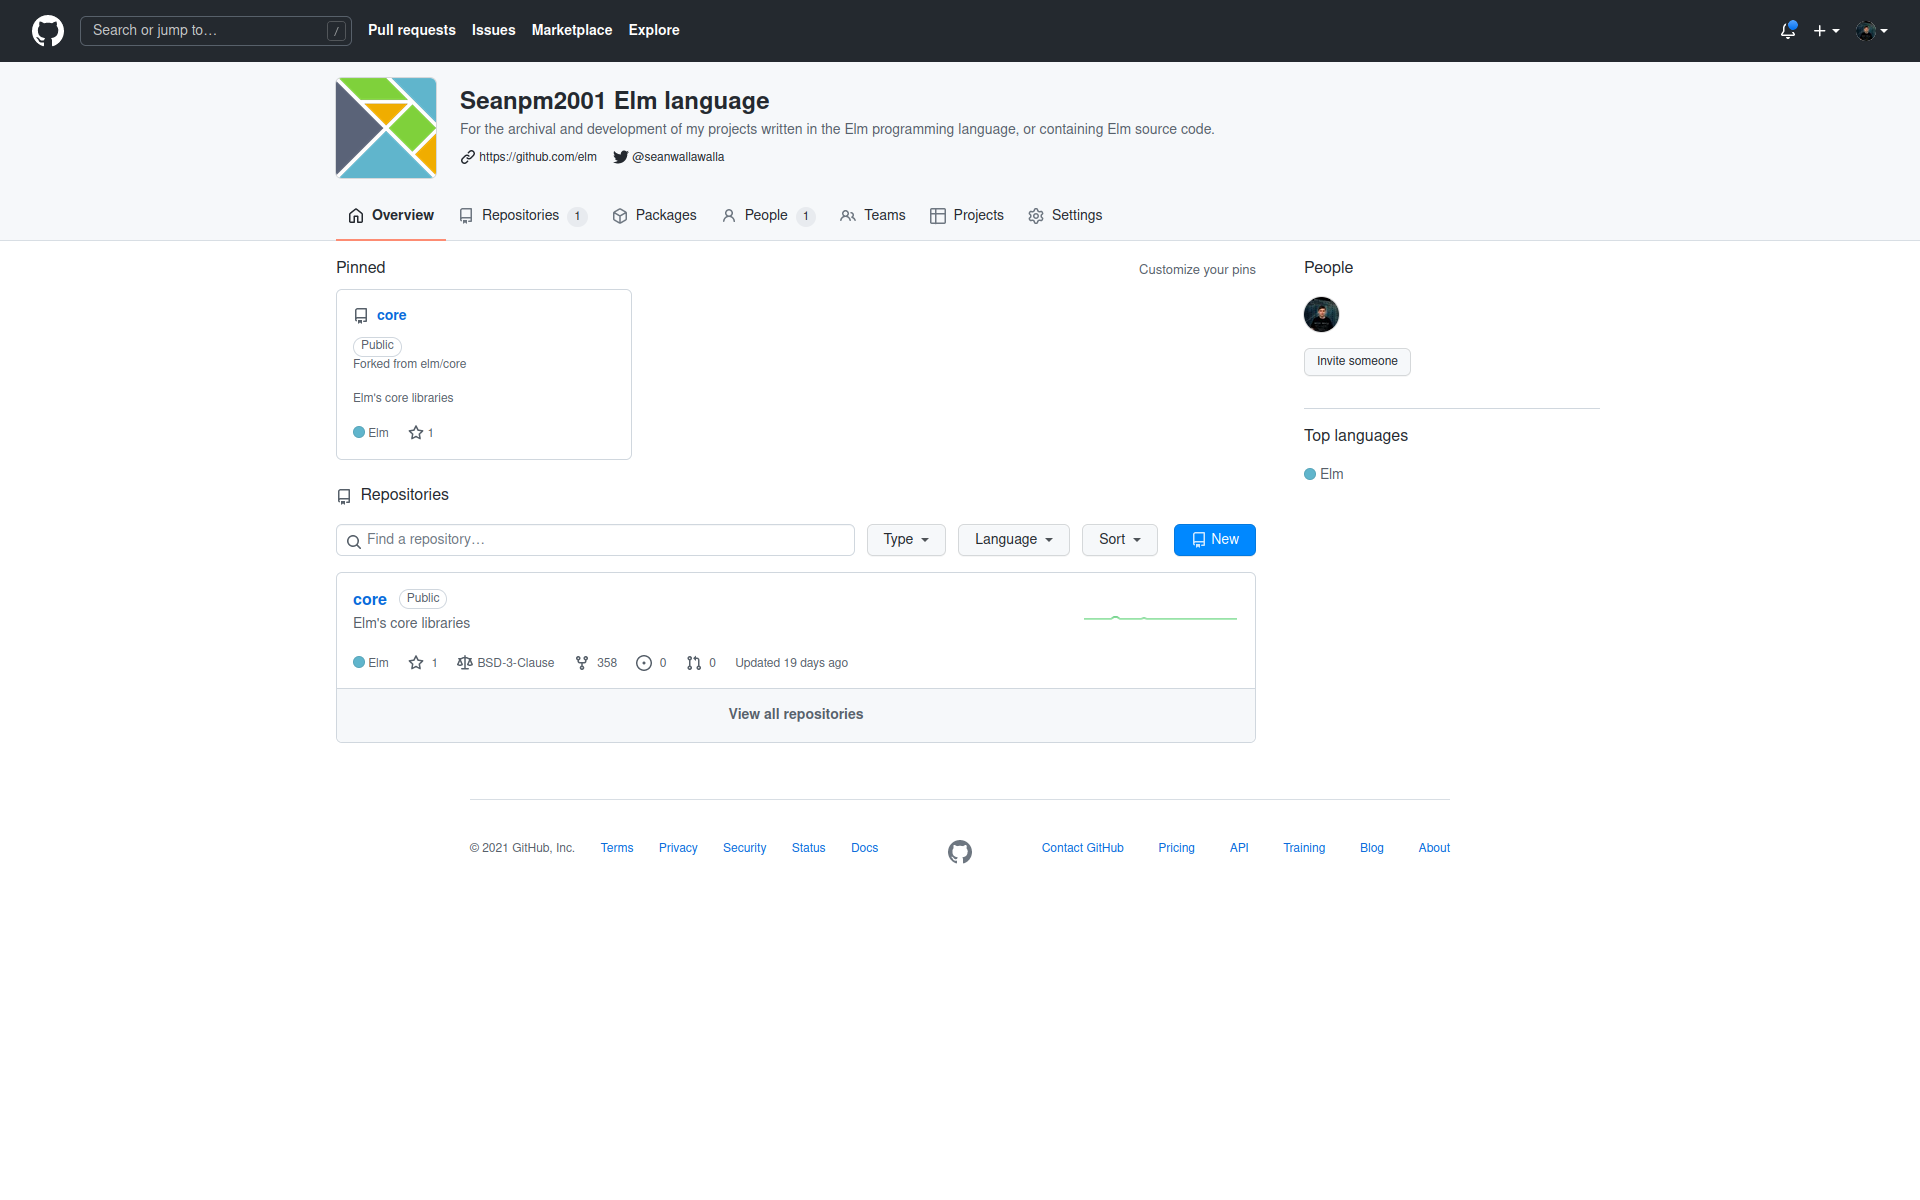 Search or jump to… / Pull requests Issues Marketplace Explore
Seanpm2001 Elm language
For the archival and development of my projects written in the Elm programming language, or containing Elm source code.
https://github.com/elm @seanwallawalla
Overview Repositories 1 Packages People 1 Teams Projects Settings
Pinned Customize your pins
core
Public
Forked from elm/core
Elm's core libraries
Elm 1
Repositories
Find a repository… Type Language Sort New
core Public
Elm's core libraries
Elm 1 BSD-3-Clause 358 0 0 Updated 19 days ago
View all repositories
People
Invite someone
Top languages
Elm
© 2021 GitHub, Inc. Terms Privacy Security Status Docs Contact GitHub Pricing API Training Blog About